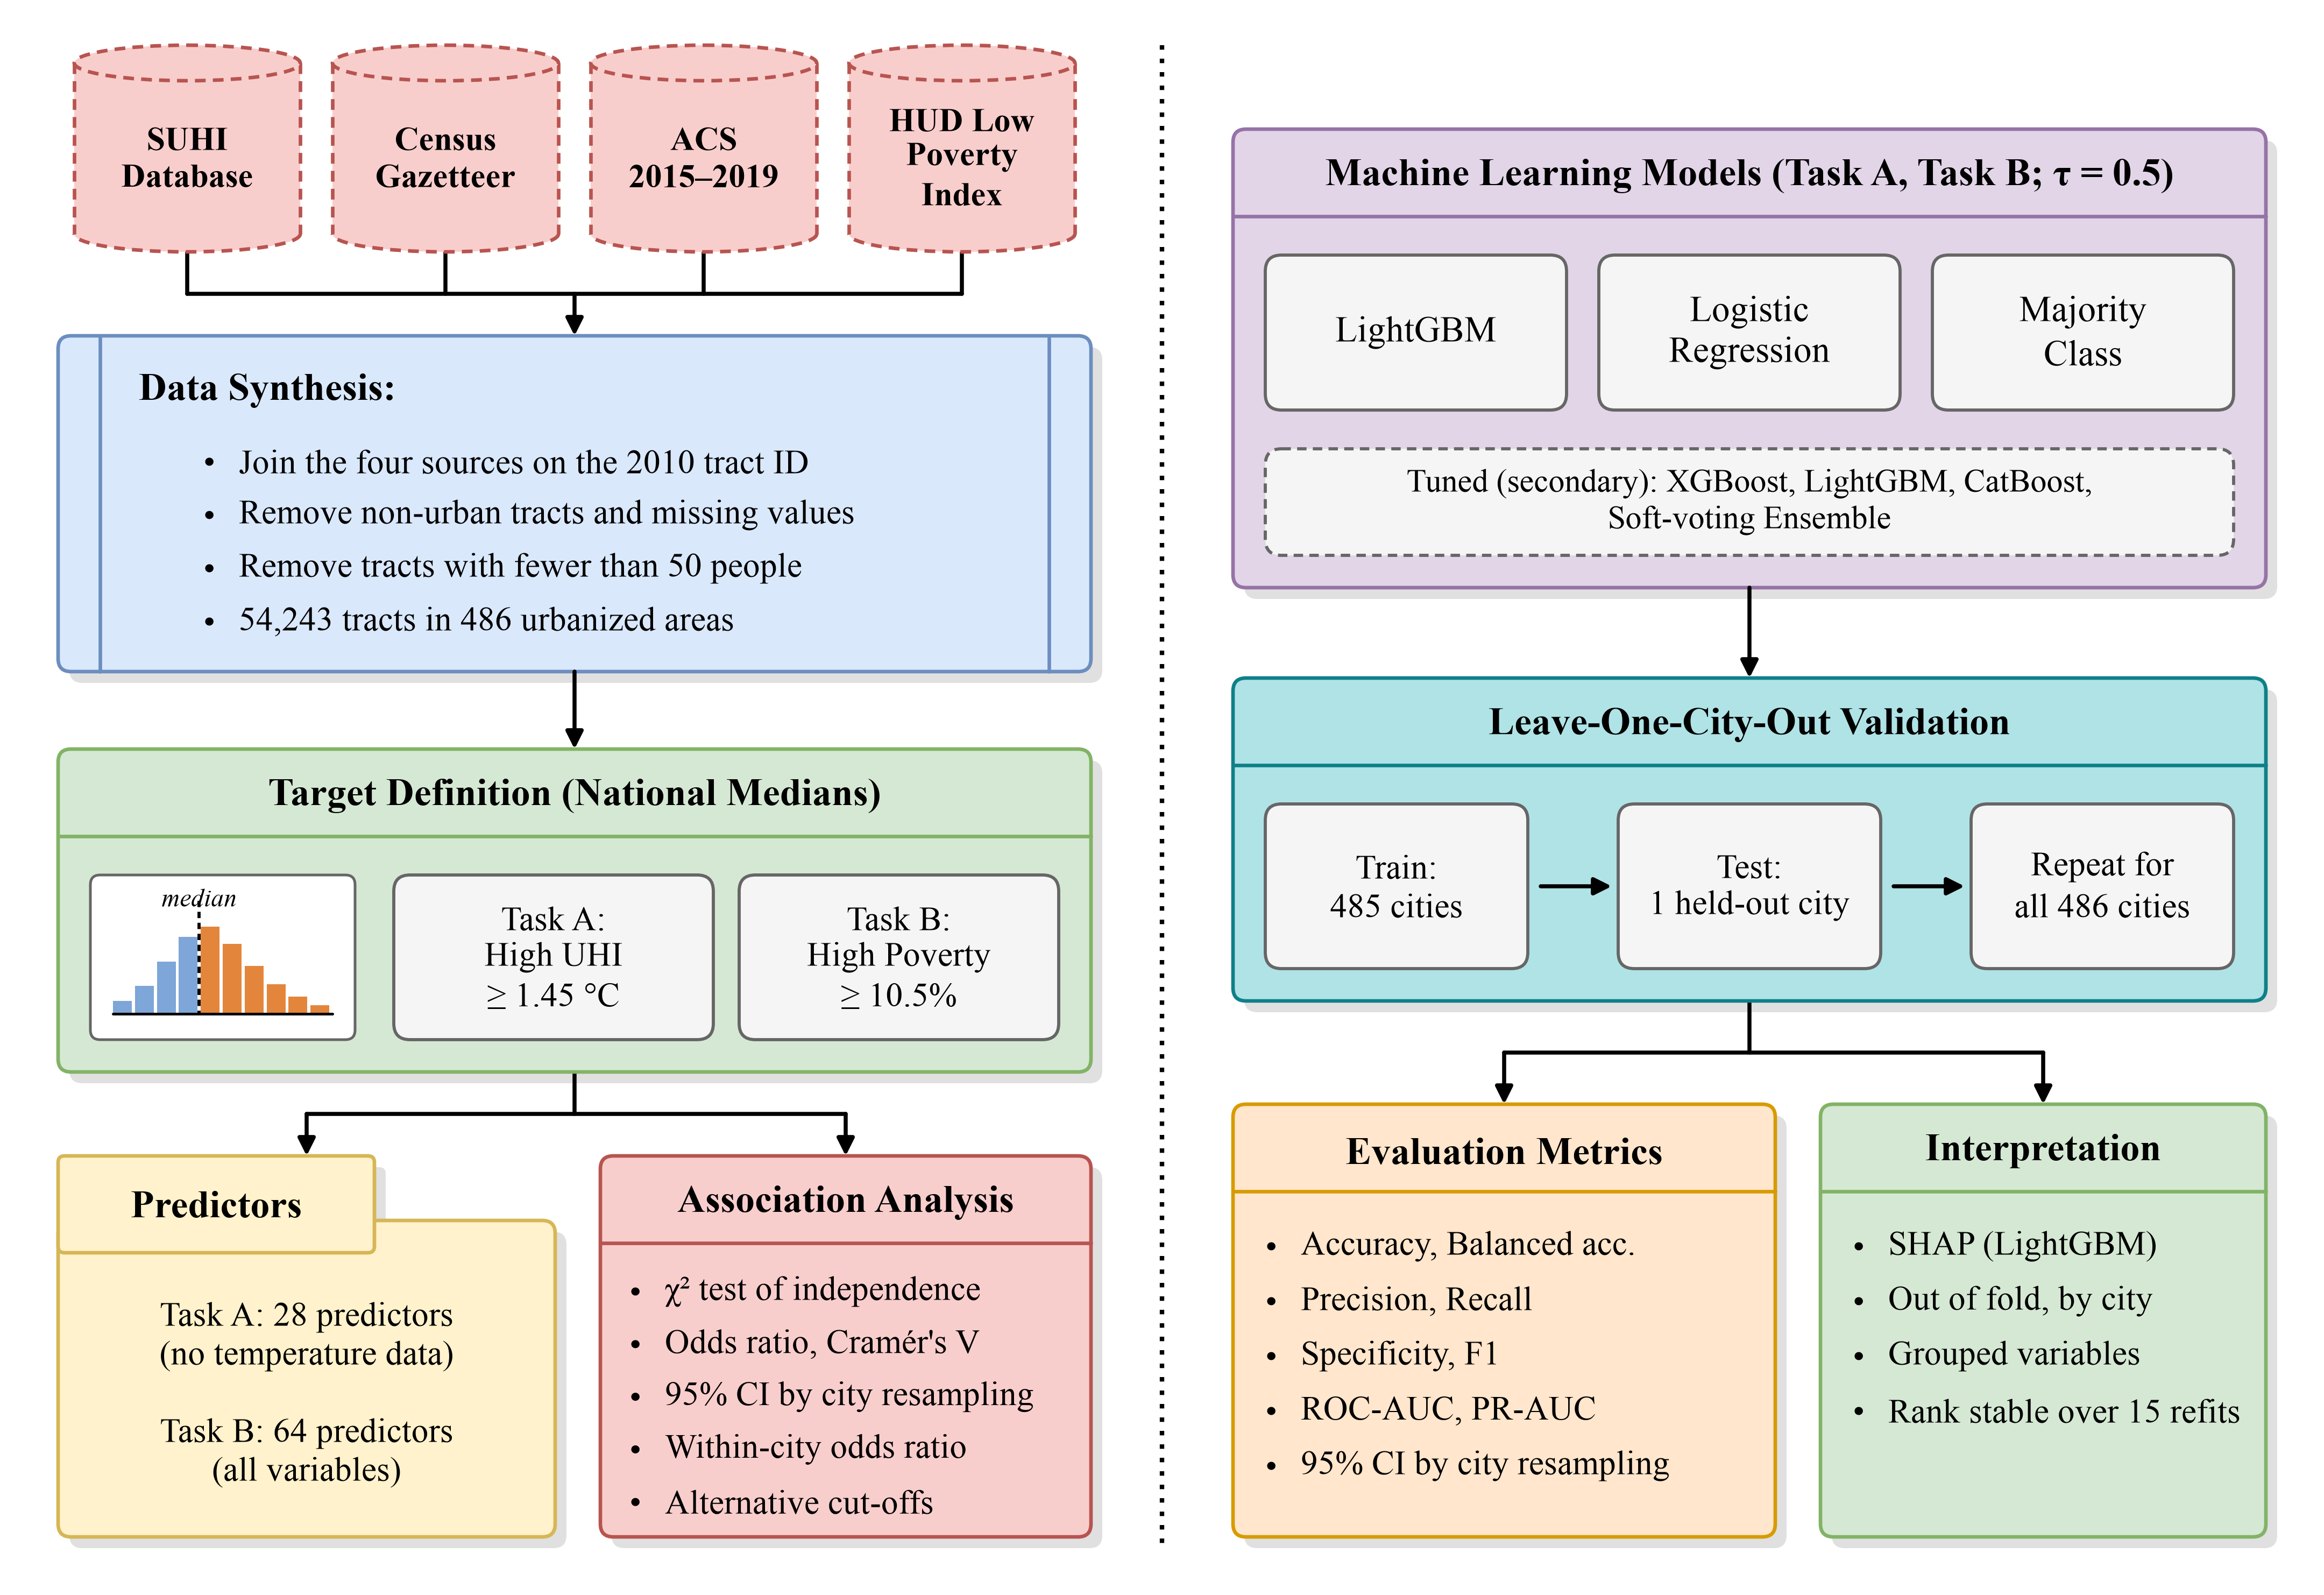 SUHI
Database
Census
Gazetteer
ACS
2015–2019
HUD Low
Poverty
Index
Data Synthesis:
• Join the four sources on the 2010 tract ID
• Remove non-urban tracts and missing values
• Remove tracts with fewer than 50 people
• 54,243 tracts in 486 urbanized areas
Target Definition (National Medians)
median
Task A:
High UHI
≥ 1.45 °C
Task B:
High Poverty
≥ 10.5%
Predictors
Task A: 28 predictors
(no temperature data)
Task B: 64 predictors
(all variables)
Association Analysis
• χ² test of independence
• Odds ratio, Cramér's V
• 95% CI by city resampling
• Within-city odds ratio
• Alternative cut-offs
Machine Learning Models (Task A, Task B; τ = 0.5)
LightGBM
Logistic
Regression
Majority
Class
Tuned (secondary): XGBoost, LightGBM, CatBoost,
Soft-voting Ensemble
Leave-One-City-Out Validation
Train:
485 cities
Test:
1 held-out city
Repeat for
all 486 cities
Evaluation Metrics
• Accuracy, Balanced acc.
• Precision, Recall
• Specificity, F1
• ROC-AUC, PR-AUC
• 95% CI by city resampling
Interpretation
• SHAP (LightGBM)
• Out of fold, by city
• Grouped variables
• Rank stable over 15 refits